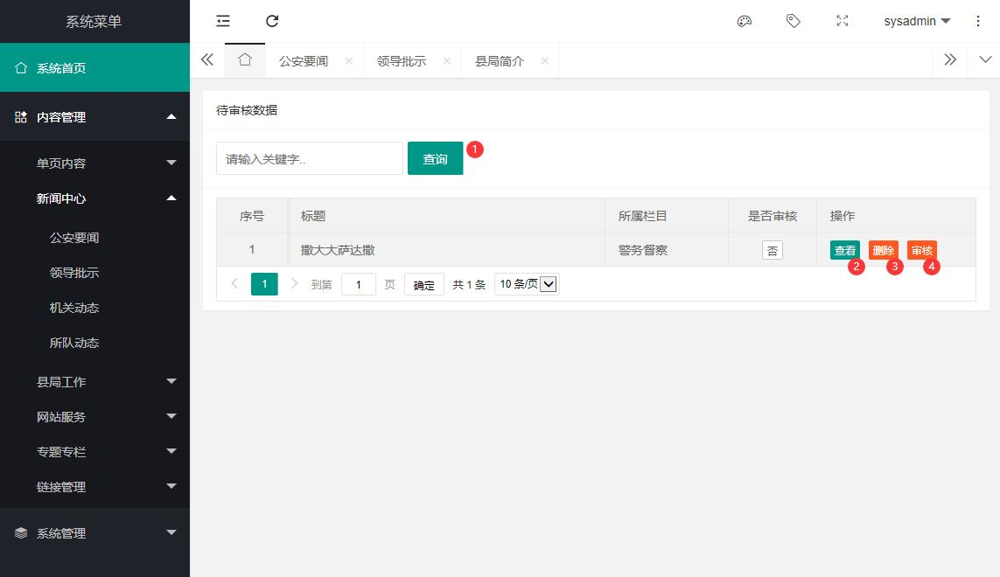 系统菜单
系统首页
内容管理
单页内容
新闻中心
公安要闻
领导批示
机关动态
所队动态
县局工作
网站服务
专题专栏
链接管理
系统管理
sysadmin
公安要闻 × 领导批示 × 县局简介 ×
待审核数据
请输入关键字.. 查询 1
序号 标题 所属栏目 是否审核 操作
1 撒大大萨达撒 警务督察 否 查看 删除 审核
2 3 4
1 到第 1 页 确定 共 1 条 10 条/页